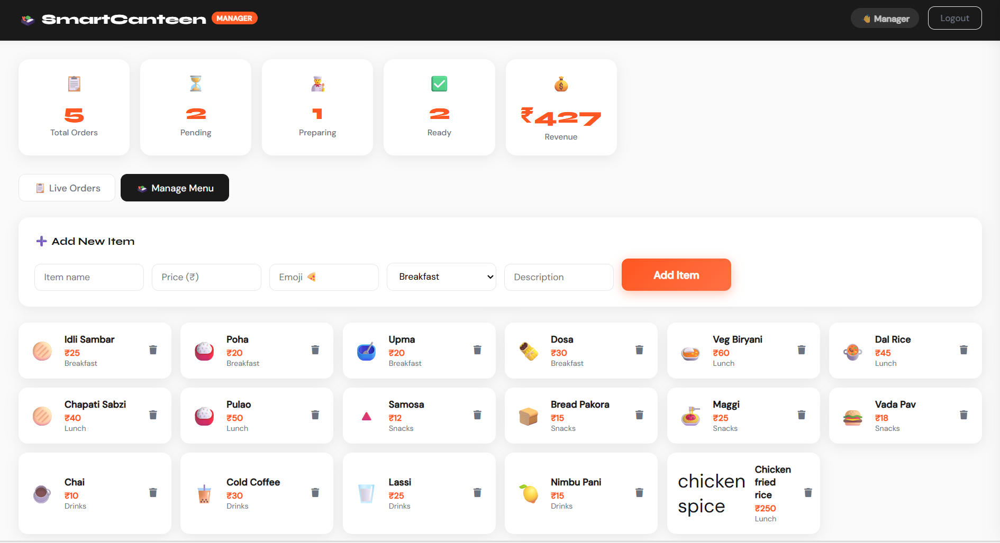 SmartCanteen MANAGER
Manager
Logout
5
Total Orders
2
Pending
1
Preparing
2
Ready
₹427
Revenue
Live Orders
Manage Menu
Add New Item
Item name
Price (₹)
Emoji
Breakfast
Description
Add Item
Idli Sambar
₹25
Breakfast
Poha
₹20
Breakfast
Upma
₹20
Breakfast
Dosa
₹30
Breakfast
Veg Biryani
₹60
Lunch
Dal Rice
₹45
Lunch
Chapati Sabzi
₹40
Lunch
Pulao
₹50
Lunch
Samosa
₹12
Snacks
Bread Pakora
₹15
Snacks
Maggi
₹25
Snacks
Vada Pav
₹18
Snacks
Chai
₹10
Drinks
Cold Coffee
₹30
Drinks
Lassi
₹25
Drinks
Nimbu Pani
₹15
Drinks
chicken
spice
Chicken
fried
rice
₹250
Lunch